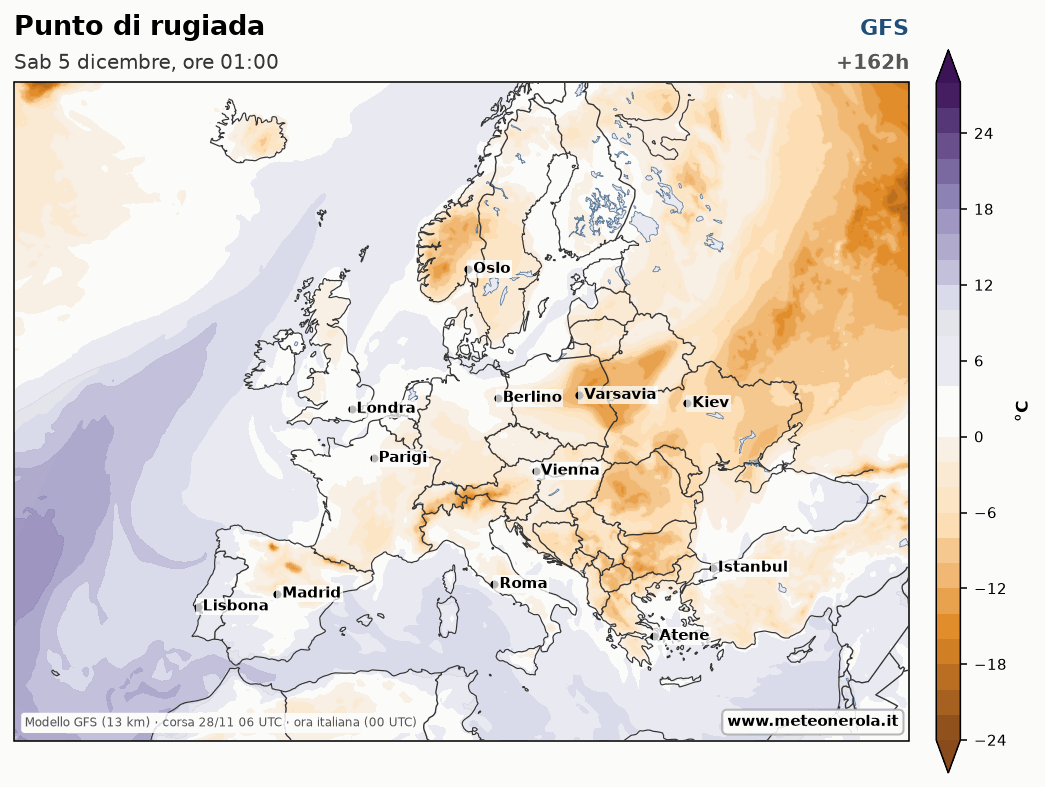 Punto di rugiada
GFS
Sab 5 dicembre, ore 01:00
+162h
24
18
12
6
0
−6
−12
−18
−24
°C
Oslo
Berlino
Varsavia
Kiev
Londra
Parigi
Vienna
Istanbul
Roma
Madrid
Lisbona
Atene
Modello GFS (13 km) · corsa 28/11 06 UTC · ora italiana (00 UTC)
www.meteonerola.it